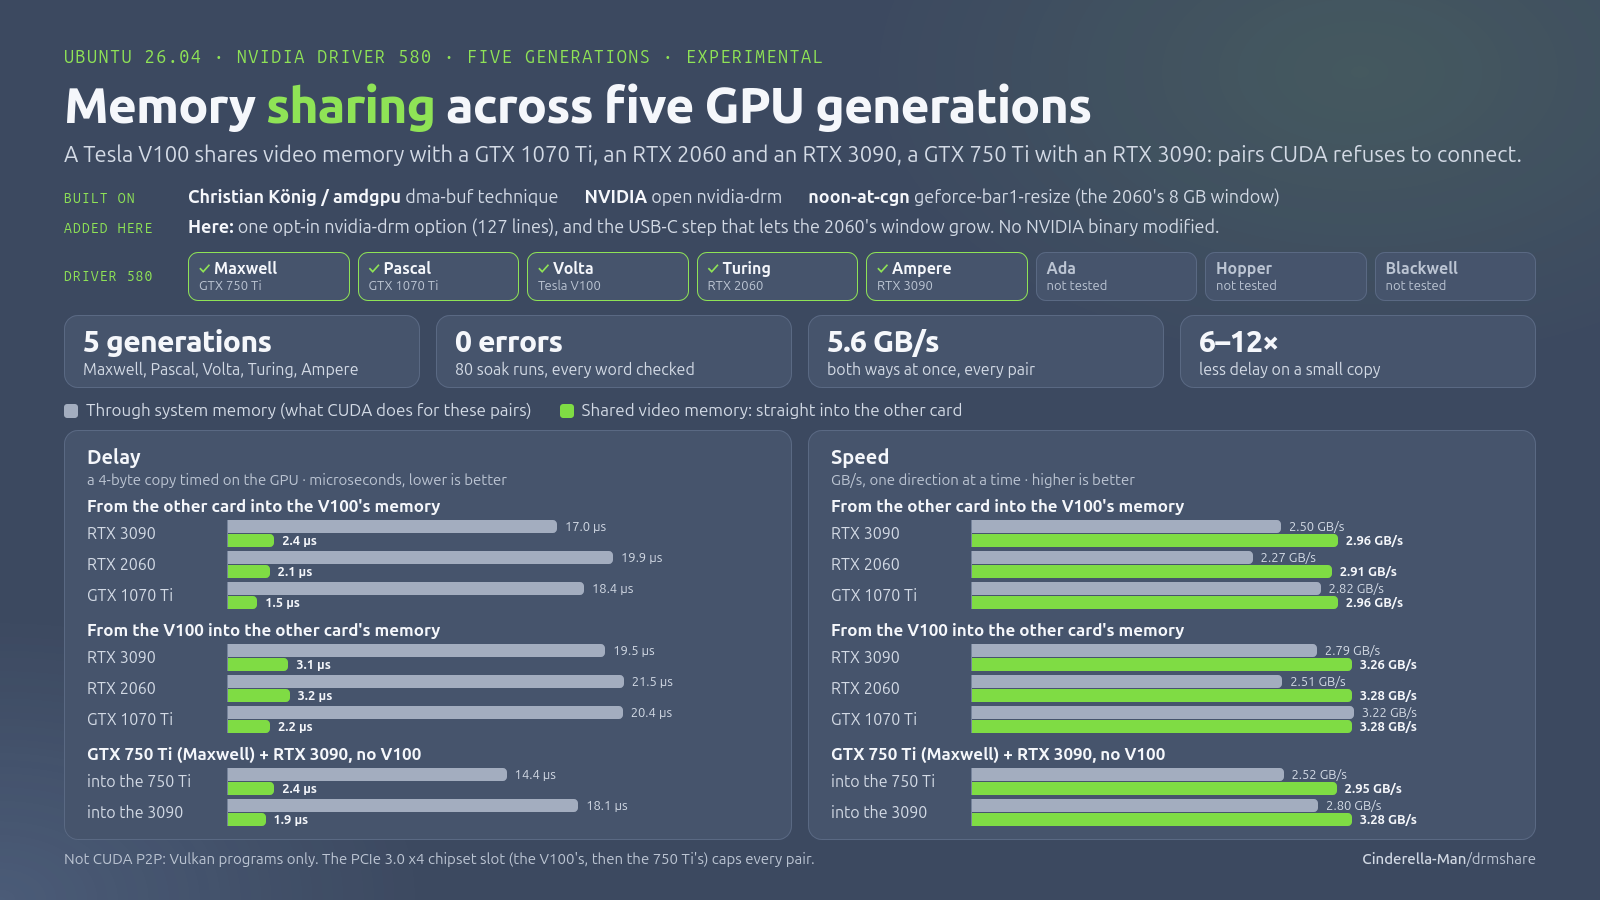 UBUNTU 26.04 · NVIDIA DRIVER 580 · FIVE GENERATIONS · EXPERIMENTAL
Memory sharing across five GPU generations
A Tesla V100 shares video memory with a GTX 1070 Ti, an RTX 2060 and an RTX 3090, a GTX 750 Ti with an RTX 3090: pairs CUDA refuses to connect.
BUILT ON Christian König / amdgpu dma-buf technique NVIDIA open nvidia-drm noon-at-cgn geforce-bar1-resize (the 2060's 8 GB window)
ADDED HERE Here: one opt-in nvidia-drm option (127 lines), and the USB-C step that lets the 2060's window grow. No NVIDIA binary modified.
DRIVER 580
✓ Maxwell
GTX 750 Ti
✓ Pascal
GTX 1070 Ti
✓ Volta
Tesla V100
✓ Turing
RTX 2060
✓ Ampere
RTX 3090
Ada
not tested
Hopper
not tested
Blackwell
not tested
5 generations
Maxwell, Pascal, Volta, Turing, Ampere
0 errors
80 soak runs, every word checked
5.6 GB/s
both ways at once, every pair
6–12×
less delay on a small copy
Through system memory (what CUDA does for these pairs) Shared video memory: straight into the other card
Delay
a 4-byte copy timed on the GPU · microseconds, lower is better
From the other card into the V100's memory
RTX 3090 17.0 µs
2.4 µs
RTX 2060 19.9 µs
2.1 µs
GTX 1070 Ti 18.4 µs
1.5 µs
From the V100 into the other card's memory
RTX 3090 19.5 µs
3.1 µs
RTX 2060 21.5 µs
3.2 µs
GTX 1070 Ti 20.4 µs
2.2 µs
GTX 750 Ti (Maxwell) + RTX 3090, no V100
into the 750 Ti 14.4 µs
2.4 µs
into the 3090 18.1 µs
1.9 µs
Speed
GB/s, one direction at a time · higher is better
From the other card into the V100's memory
RTX 3090 2.50 GB/s
2.96 GB/s
RTX 2060 2.27 GB/s
2.91 GB/s
GTX 1070 Ti 2.82 GB/s
2.96 GB/s
From the V100 into the other card's memory
RTX 3090 2.79 GB/s
3.26 GB/s
RTX 2060 2.51 GB/s
3.28 GB/s
GTX 1070 Ti 3.22 GB/s
3.28 GB/s
GTX 750 Ti (Maxwell) + RTX 3090, no V100
into the 750 Ti 2.52 GB/s
2.95 GB/s
into the 3090 2.80 GB/s
3.28 GB/s
Not CUDA P2P: Vulkan programs only. The PCIe 3.0 x4 chipset slot (the V100's, then the 750 Ti's) caps every pair.
Cinderella-Man/drmshare